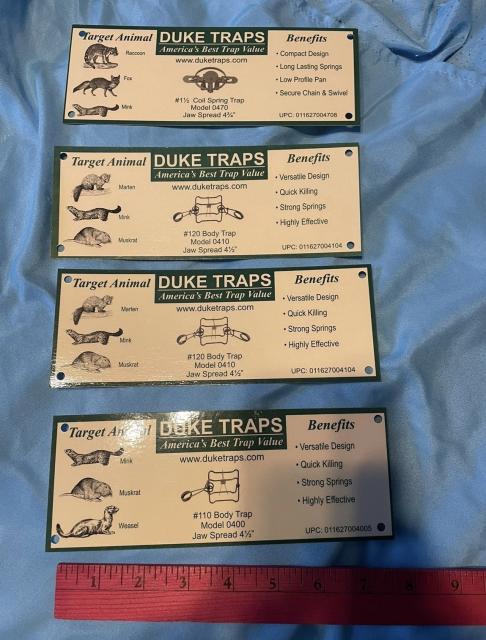 Target Animal DUKE TRAPS Benefits
America's Best Trap Value
www.duketraps.com
Raccoon
Fox
Mink
• Compact Design
• Long Lasting Springs
• Low Profile Pan
• Secure Chain & Swivel
#1½ Coil Spring Trap
Model 0470
Jaw Spread 4¾"
UPC: 011627004708
Target Animal DUKE TRAPS Benefits
America's Best Trap Value
www.duketraps.com
Marten
Mink
Muskrat
• Versatile Design
• Quick Killing
• Strong Springs
• Highly Effective
#120 Body Trap
Model 0410
Jaw Spread 4½"
UPC: 011627004104
Target Animal DUKE TRAPS Benefits
America's Best Trap Value
www.duketraps.com
Marten
Mink
Muskrat
• Versatile Design
• Quick Killing
• Strong Springs
• Highly Effective
#120 Body Trap
Model 0410
Jaw Spread 4½"
UPC: 011627004104
Target Animal DUKE TRAPS Benefits
America's Best Trap Value
www.duketraps.com
Mink
Muskrat
Weasel
• Versatile Design
• Quick Killing
• Strong Springs
• Highly Effective
#110 Body Trap
Model 0400
Jaw Spread 4½"
UPC: 011627004005
1 2 3 4 5 6 7 8 9